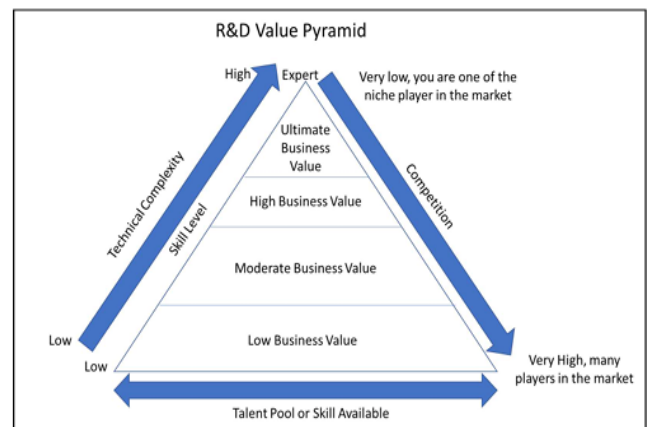 R&D Value Pyramid
High
Expert
Very low, you are one of the
niche player in the market
Ultimate
Business
Value
Technical Complexity
Skill Level
Competition
High Business Value
Moderate Business Value
Low
Low Business Value
Low
Very High, many
players in the market
Talent Pool or Skill Available